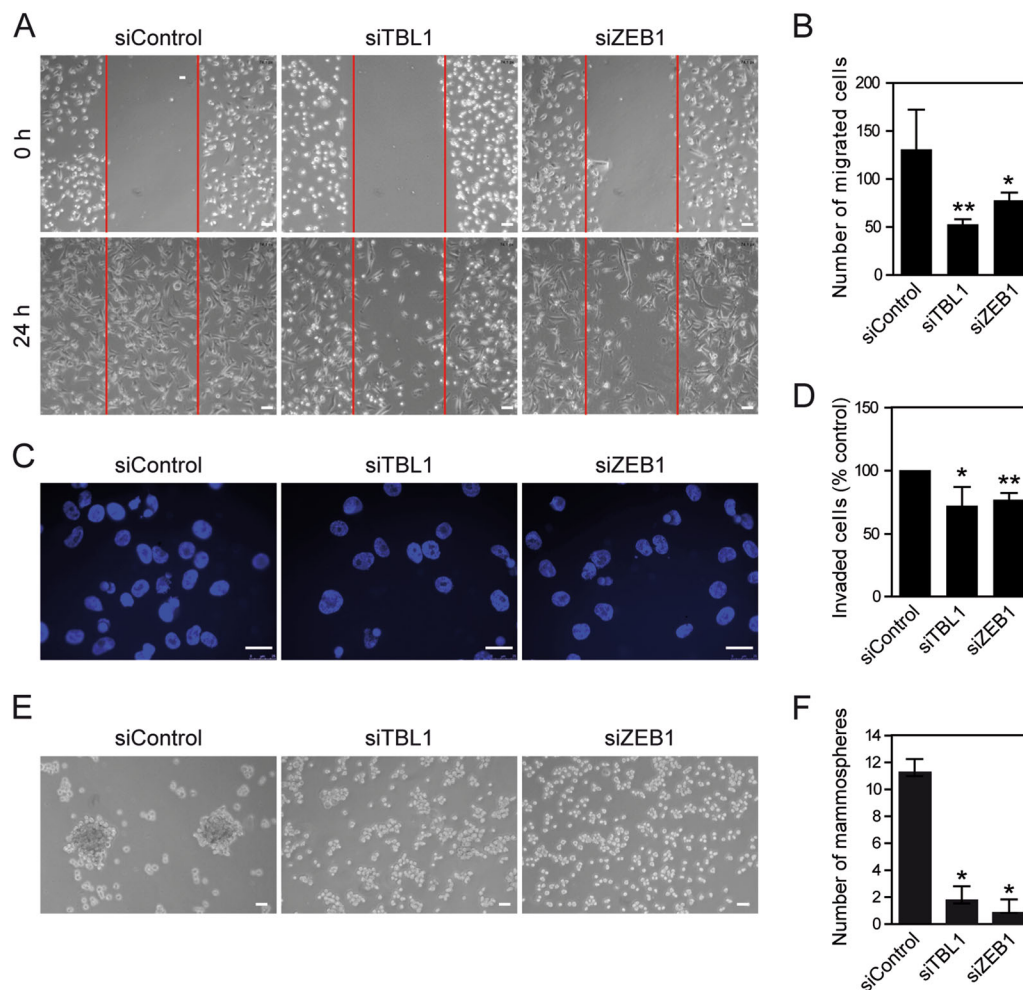 A
siControl
siTBL1
siZEB1
0 h
24 h
B
Number of migrated cells
200
150
100
50
0
**
*
siControl
siTBL1
siZEB1
C
siControl
siTBL1
siZEB1
D
Invaded cells (% control)
150
100
50
0
*
**
siControl
siTBL1
siZEB1
E
siControl
siTBL1
siZEB1
F
Number of mammospheres
14
12
10
8
6
4
2
0
*
*
siControl
siTBL1
siZEB1